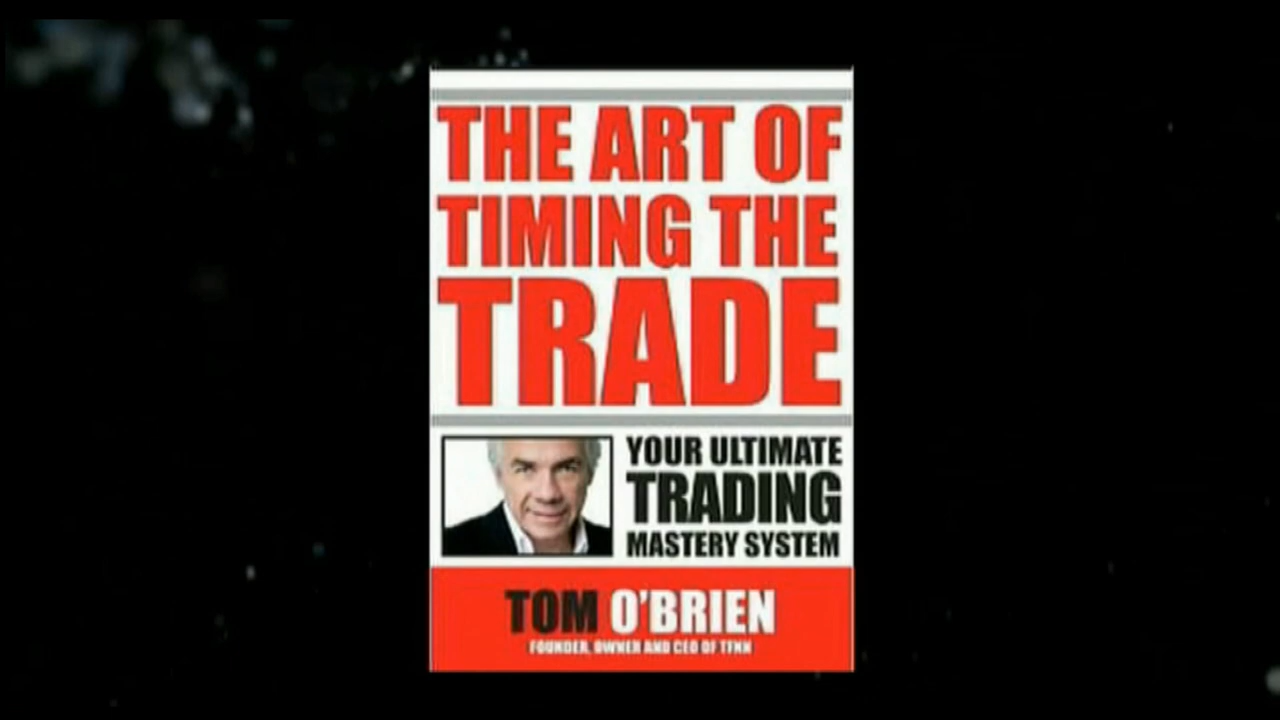 THE ART OF
TIMING THE
TRADE
YOUR ULTIMATE
TRADING
MASTERY SYSTEM
TOM O'BRIEN
FOUNDER, OWNER AND CEO OF TFNN